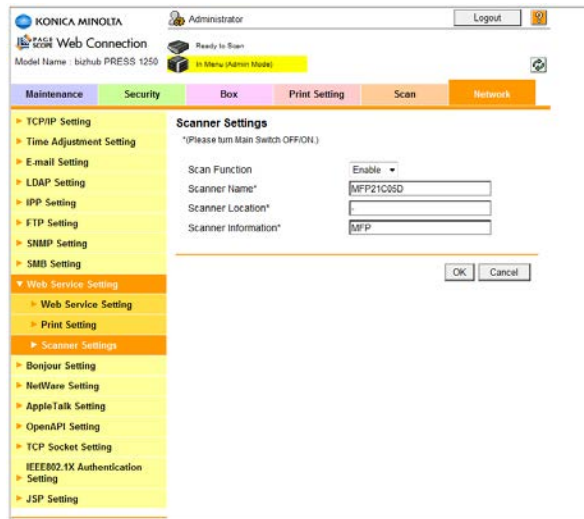 KONICA MINOLTA
Administrator
Logout
?
PAGE SCOPE Web Connection
Ready to Scan
Model Name : bizhub PRESS 1250
In Menu (Admin Mode)
Maintenance
Security
Box
Print Setting
Scan
Network
TCP/IP Setting
Time Adjustment Setting
E-mail Setting
LDAP Setting
IPP Setting
FTP Setting
SNMP Setting
SMB Setting
Web Service Setting
Web Service Setting
Print Setting
Scanner Settings
Bonjour Setting
NetWare Setting
AppleTalk Setting
OpenAPI Setting
TCP Socket Setting
IEEE802.1X Authentication
Setting
JSP Setting
Scanner Settings
*(Please turn Main Switch OFF/ON.)
Scan Function Enable
Scanner Name* MFP21C05D
Scanner Location* -
Scanner Information* MFP
OK Cancel